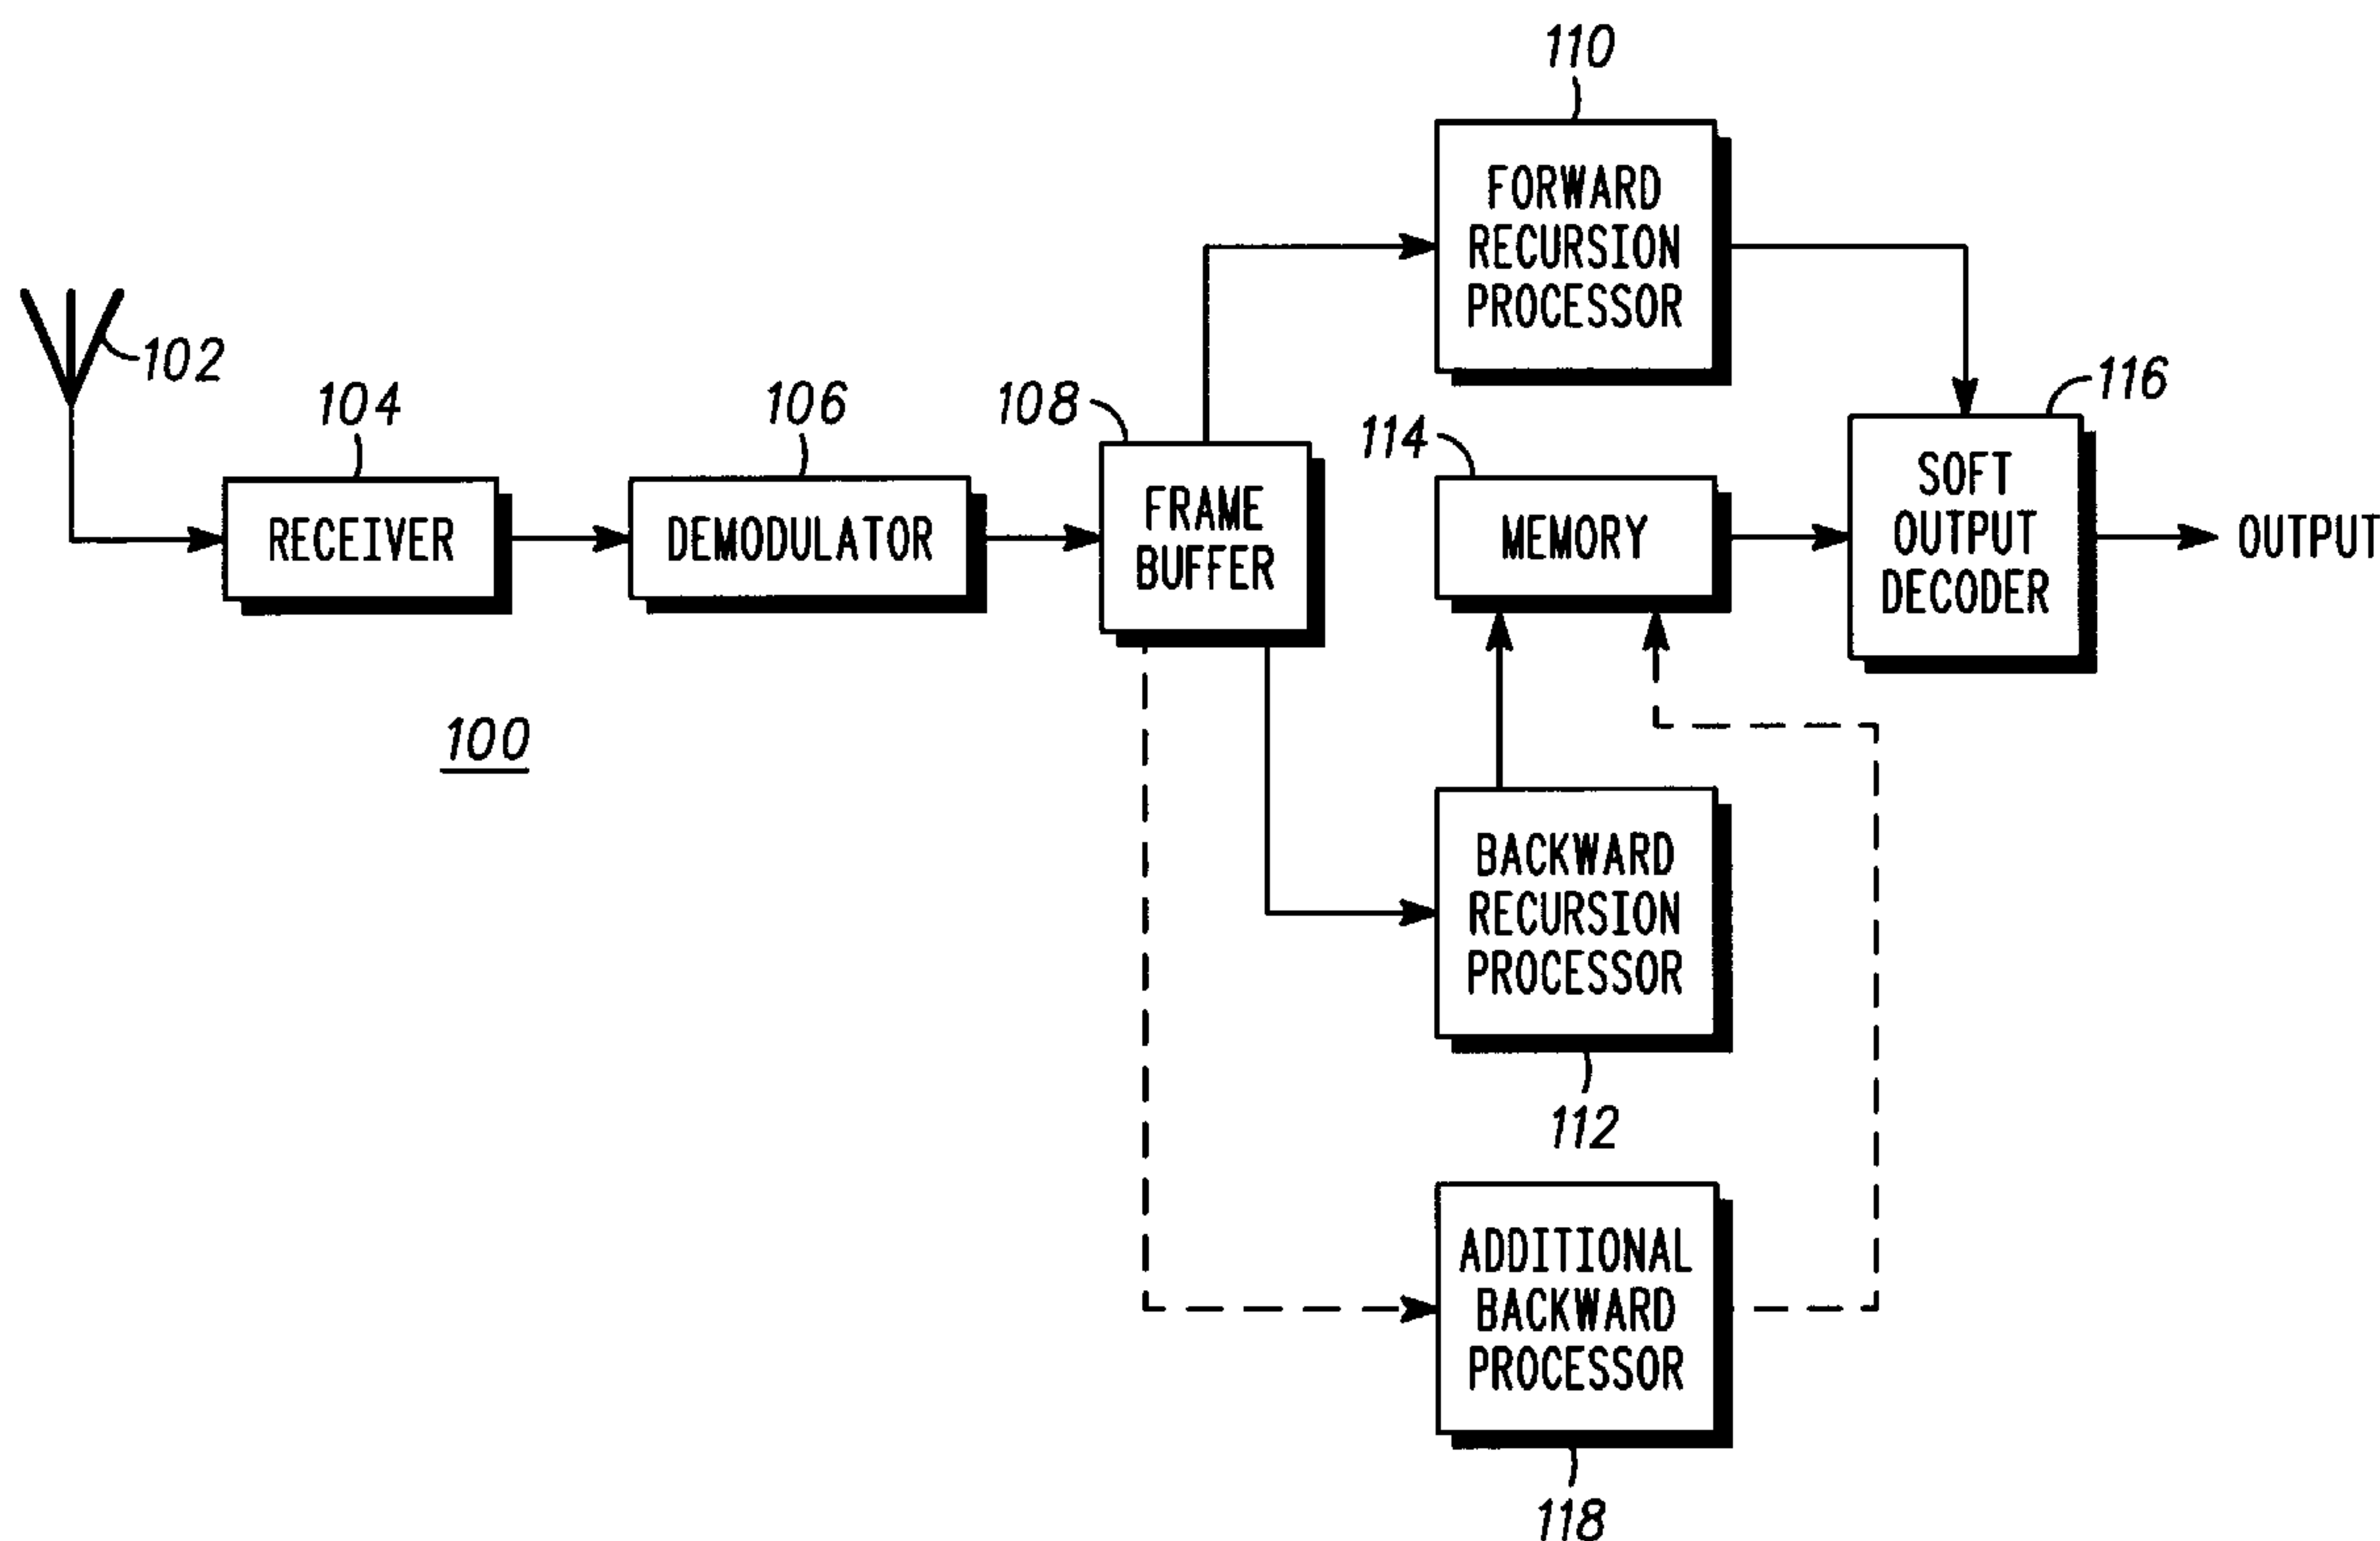 110
FORWARD
RECURSION
PROCESSOR
102
104
RECEIVER
106
DEMODULATOR
108
FRAME
BUFFER
114
MEMORY
116
SOFT
OUTPUT
DECODER
OUTPUT
100
BACKWARD
RECURSION
PROCESSOR
112
ADDITIONAL
BACKWARD
PROCESSOR
118